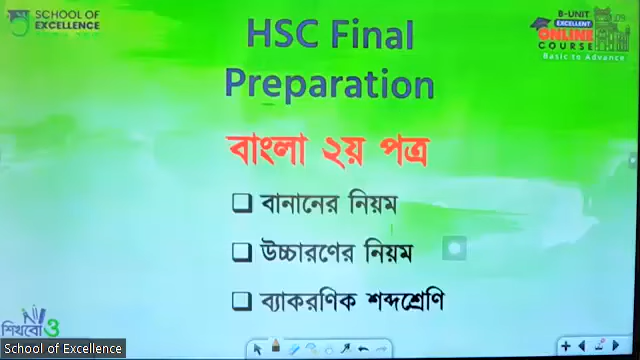 SCHOOL OF
EXCELLENCE
B-UNIT
EXCELLENT
ONLINE
COURSE
Basic to Advance
HSC Final
Preparation
বাংলা ২য় পত্র
বানানের নিয়ম
উচ্চারণের নিয়ম
ব্যাকরণিক শব্দশ্রেণি
শিখবো ও
School of Excellence